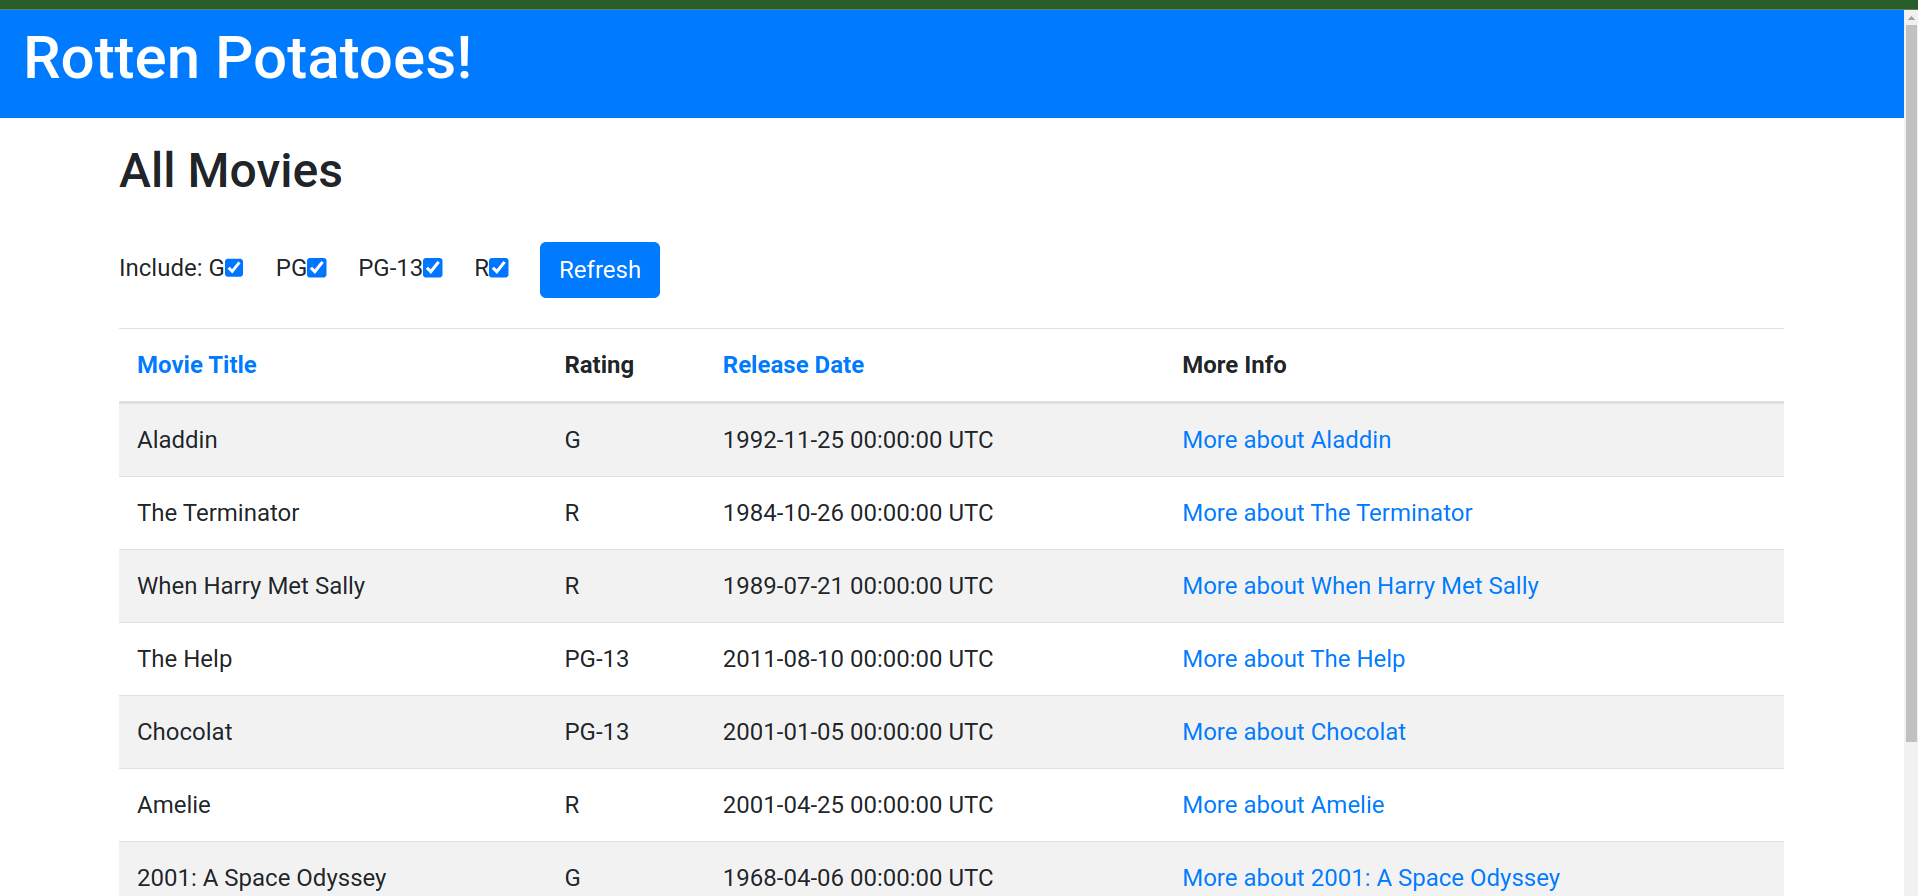 Rotten Potatoes!
All Movies
Include: G PG PG-13 R Refresh
Movie Title Rating Release Date More Info
Aladdin G 1992-11-25 00:00:00 UTC More about Aladdin
The Terminator R 1984-10-26 00:00:00 UTC More about The Terminator
When Harry Met Sally R 1989-07-21 00:00:00 UTC More about When Harry Met Sally
The Help PG-13 2011-08-10 00:00:00 UTC More about The Help
Chocolat PG-13 2001-01-05 00:00:00 UTC More about Chocolat
Amelie R 2001-04-25 00:00:00 UTC More about Amelie
2001: A Space Odyssey G 1968-04-06 00:00:00 UTC More about 2001: A Space Odyssey